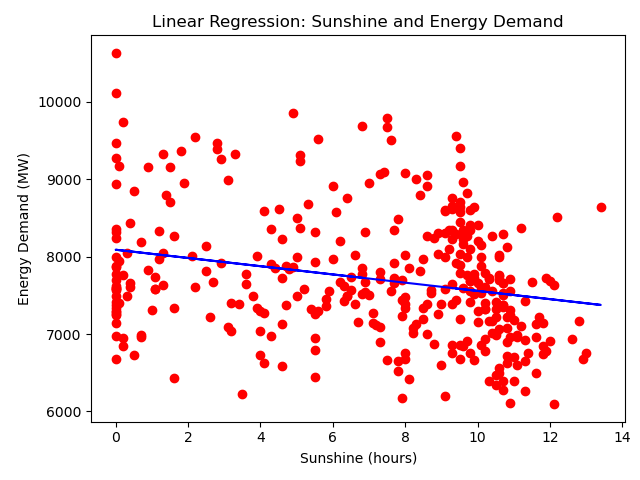 Linear Regression: Sunshine and Energy Demand
Energy Demand (MW)
10000
9000
8000
7000
6000
0 2 4 6 8 10 12 14
Sunshine (hours)